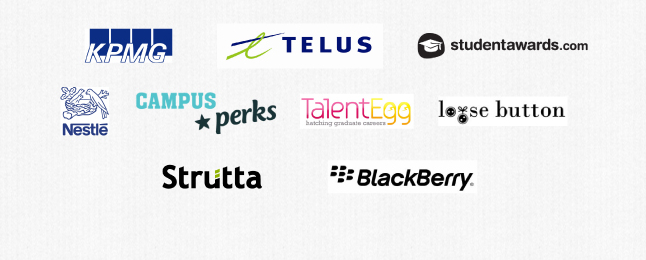 KPMG
TELUS
studentawards.com
Nestlé
CAMPUS perks
TalentEgg
hatching graduate careers
loose button
Strutta
BlackBerry®